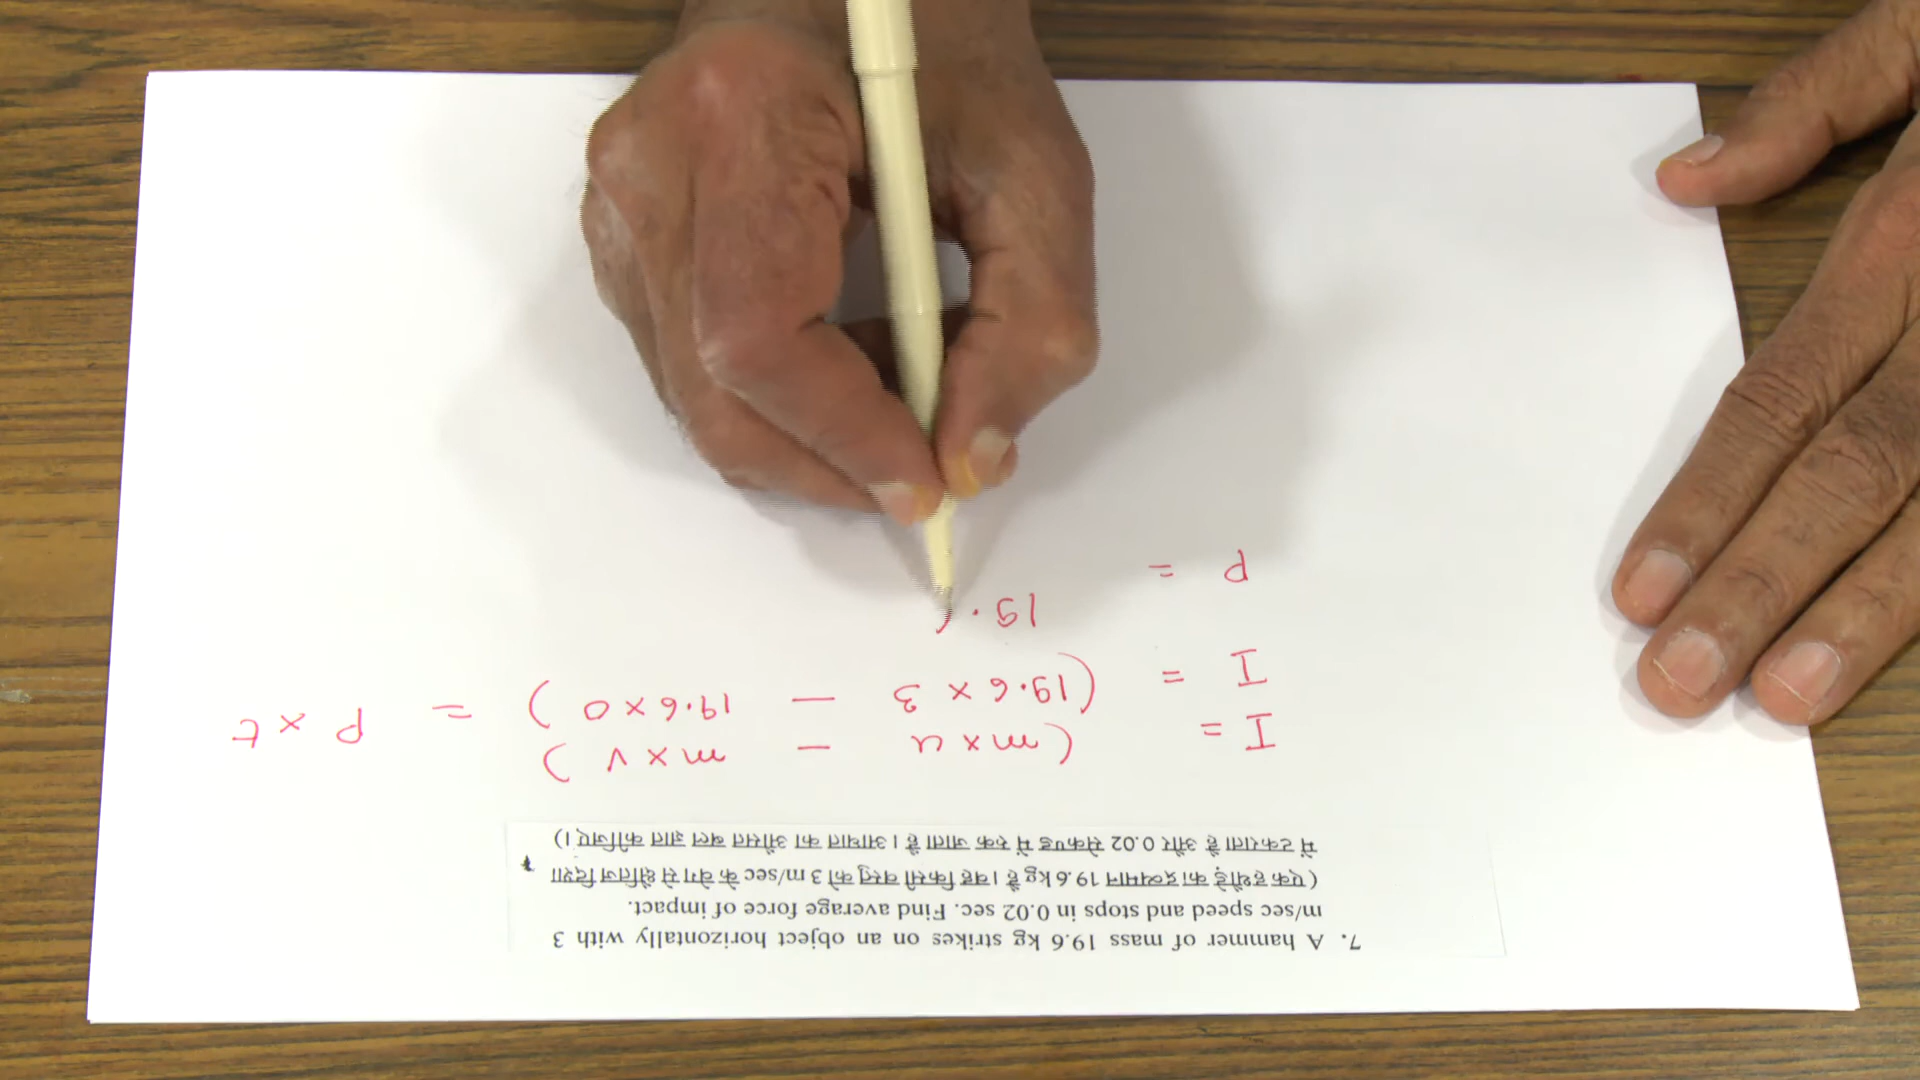 7. A hammer of mass 19.6 kg strikes on an object horizontally with 3
m/sec speed and stops in 0.02 sec. Find average force of impact.
(एक हथौड़े का द्रव्यमान 19.6 kg है। वह किसी वस्तु को 3 m/sec के वेग से क्षैतिज दिशा
में टकराता है और 0.02 सेकण्ड में रुक जाता है। आघात का औसत बल ज्ञात कीजिए।)
I = (m x u - m x v)
I = (19.6 x 3 - 19.6 x 0) = P x t
19.
P =